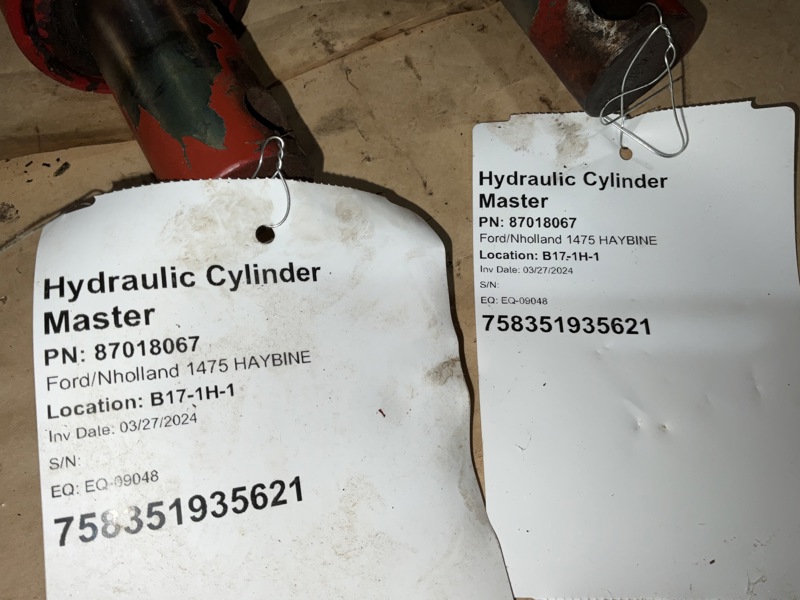 Hydraulic Cylinder
Master
PN: 87018067
Ford/Nholland 1475 HAYBINE
Location: B17-1H-1
Inv Date: 03/27/2024
S/N:
EQ: EQ-09048
758351935621
Hydraulic Cylinder
Master
PN: 87018067
Ford/Nholland 1475 HAYBINE
Location: B17-1H-1
Inv Date: 03/27/2024
S/N:
EQ: EQ-09048
758351935621